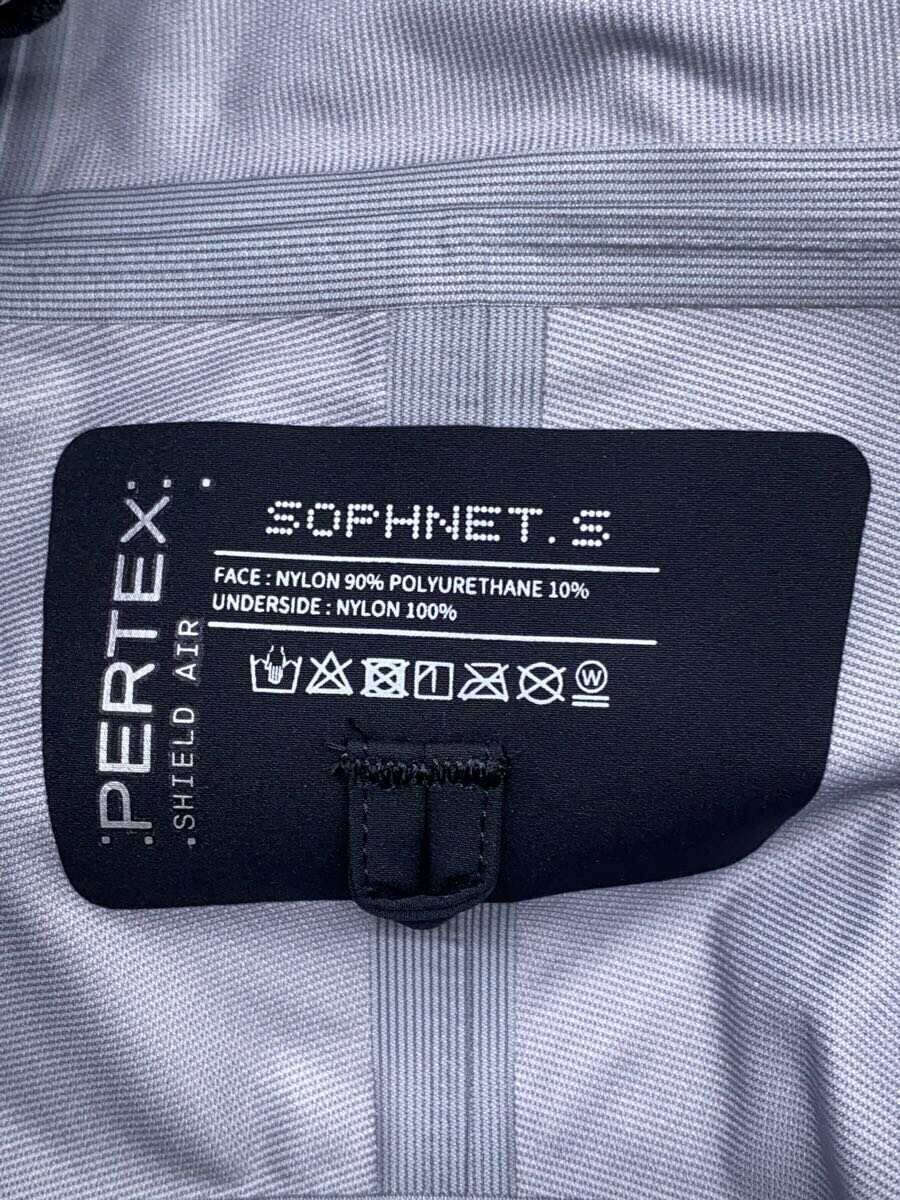 SOPHNET.S
FACE : NYLON 90% POLYURETHANE 10%
UNDERSIDE : NYLON 100%
W
PERTEX
SHIELD AIR